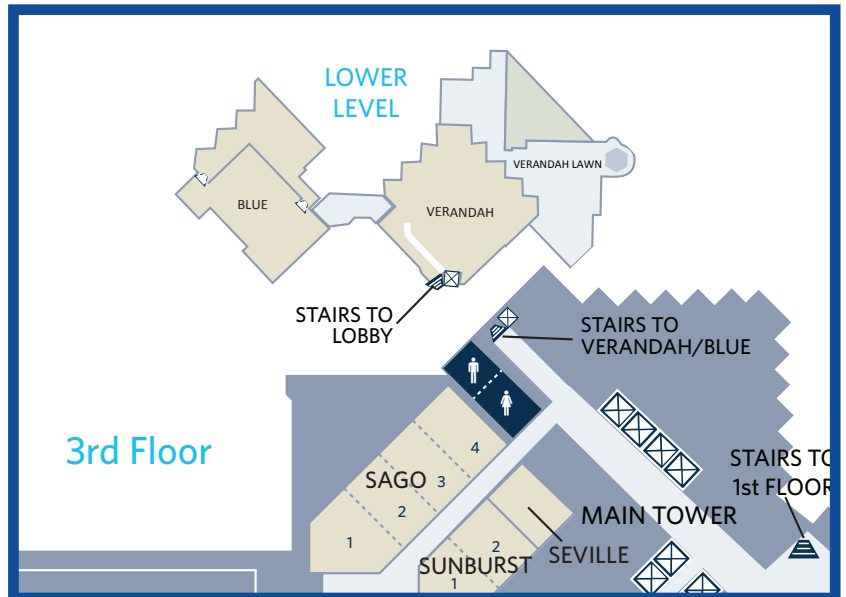 LOWER
LEVEL
VERANDAH LAWN
BLUE
VERANDAH
STAIRS TO
LOBBY
STAIRS TO
VERANDAH/BLUE
3rd Floor
4
SAGO
3
2
1
STAIRS TO
1st FLOOR
MAIN TOWER
2
SEVILLE
SUNBURST
1